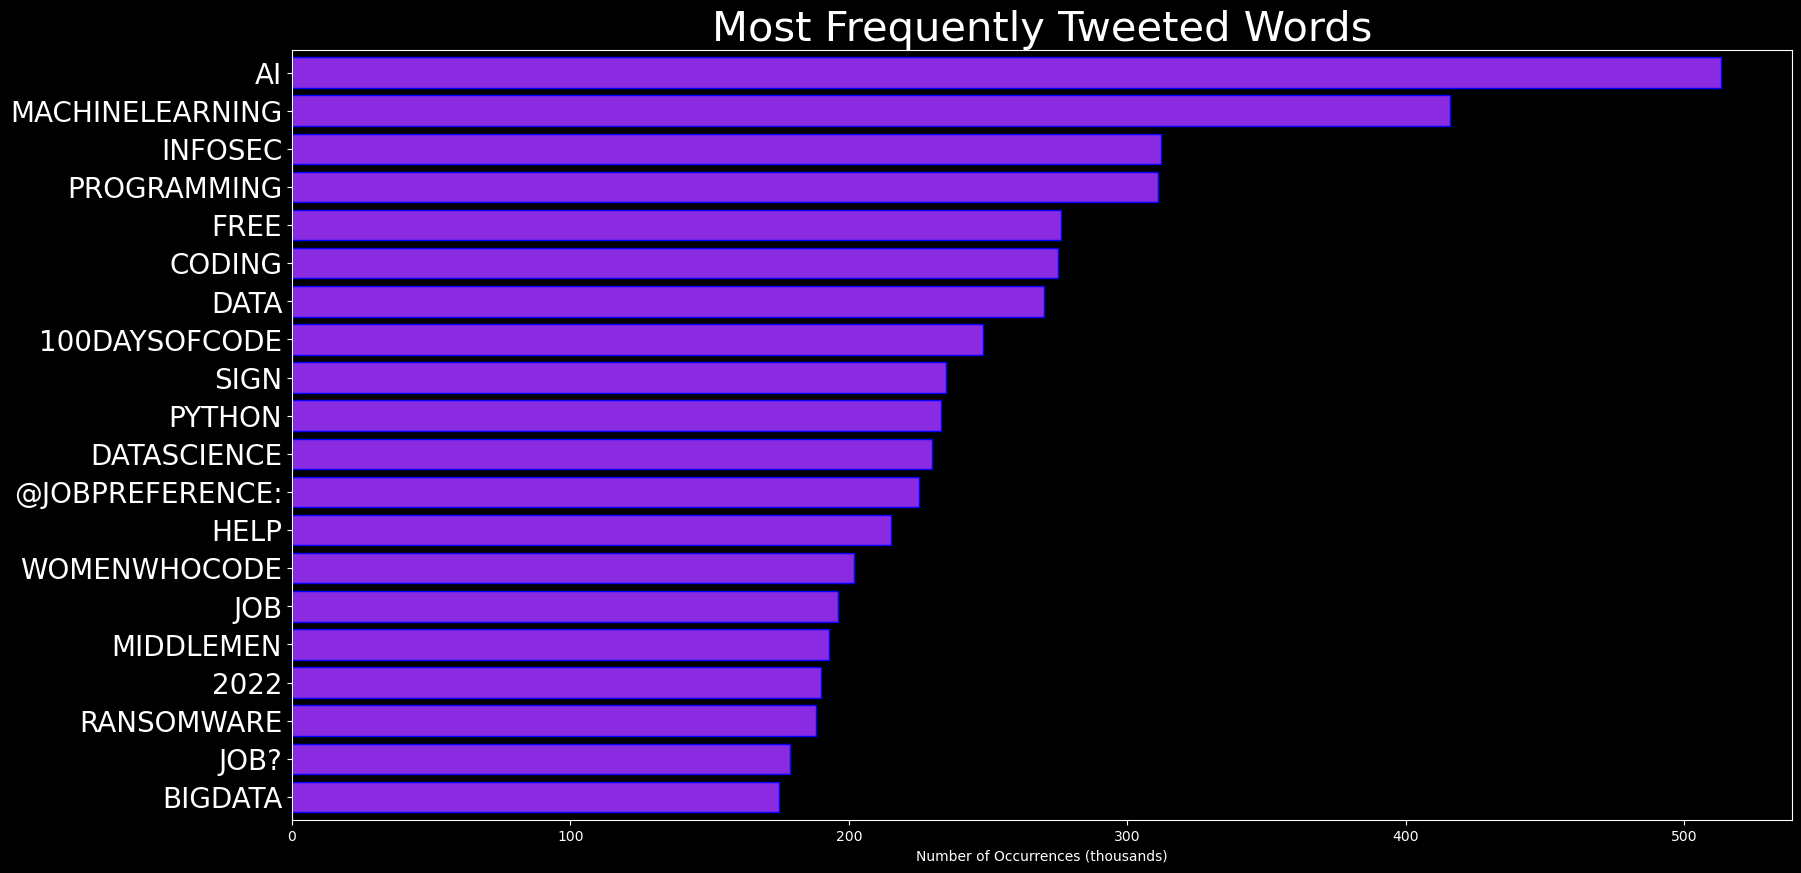 Most Frequently Tweeted Words
AI
MACHINELEARNING
INFOSEC
PROGRAMMING
FREE
CODING
DATA
100DAYSOFCODE
SIGN
PYTHON
DATASCIENCE
@JOBPREFERENCE:
HELP
WOMENWHOCODE
JOB
MIDDLEMEN
2022
RANSOMWARE
JOB?
BIGDATA
0 100 200 300 400 500
Number of Occurrences (thousands)